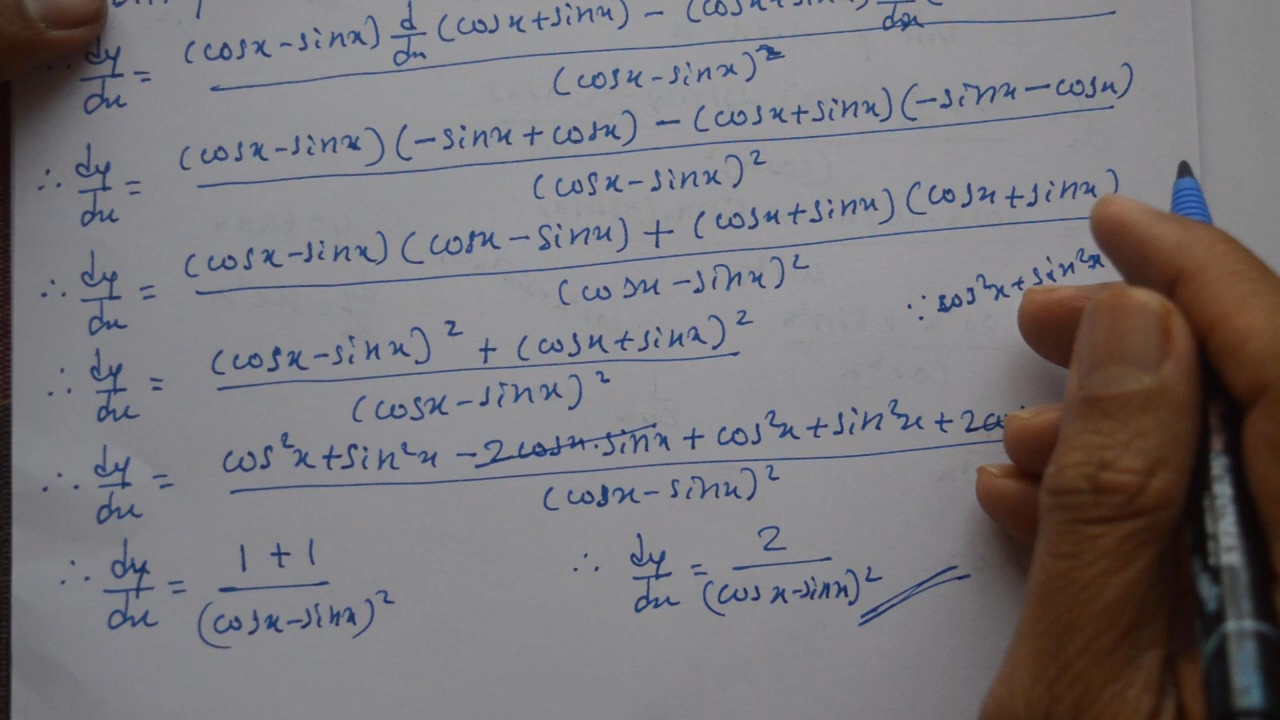 ∴ dy/dx = (cosx-sinx) d/dx (cosx+sinx) - (cosx+sinx) d/dx (
(cosx-sinx)²
∴ dy/dx = (cosx-sinx)(-sinx+cosx) - (cosx+sinx)(-sinx-cosx)
(cosx-sinx)²
∴ dy/dx = (cosx-sinx)(cosx-sinx) + (cosx+sinx)(cosx+sinx)
(cosx-sinx)²
∵ cos²x+sin²x
∴ dy/dx = (cosx-sinx)² + (cosx+sinx)²
(cosx-sinx)²
∴ dy/dx = cos²x+sin²x-2cosx.sinx+cos²x+sin²x+2
(cosx-sinx)²
∴ dy/dx = 1+1 / (cosx-sinx)² ∴ dy/dx = 2 / (cosx-sinx)²